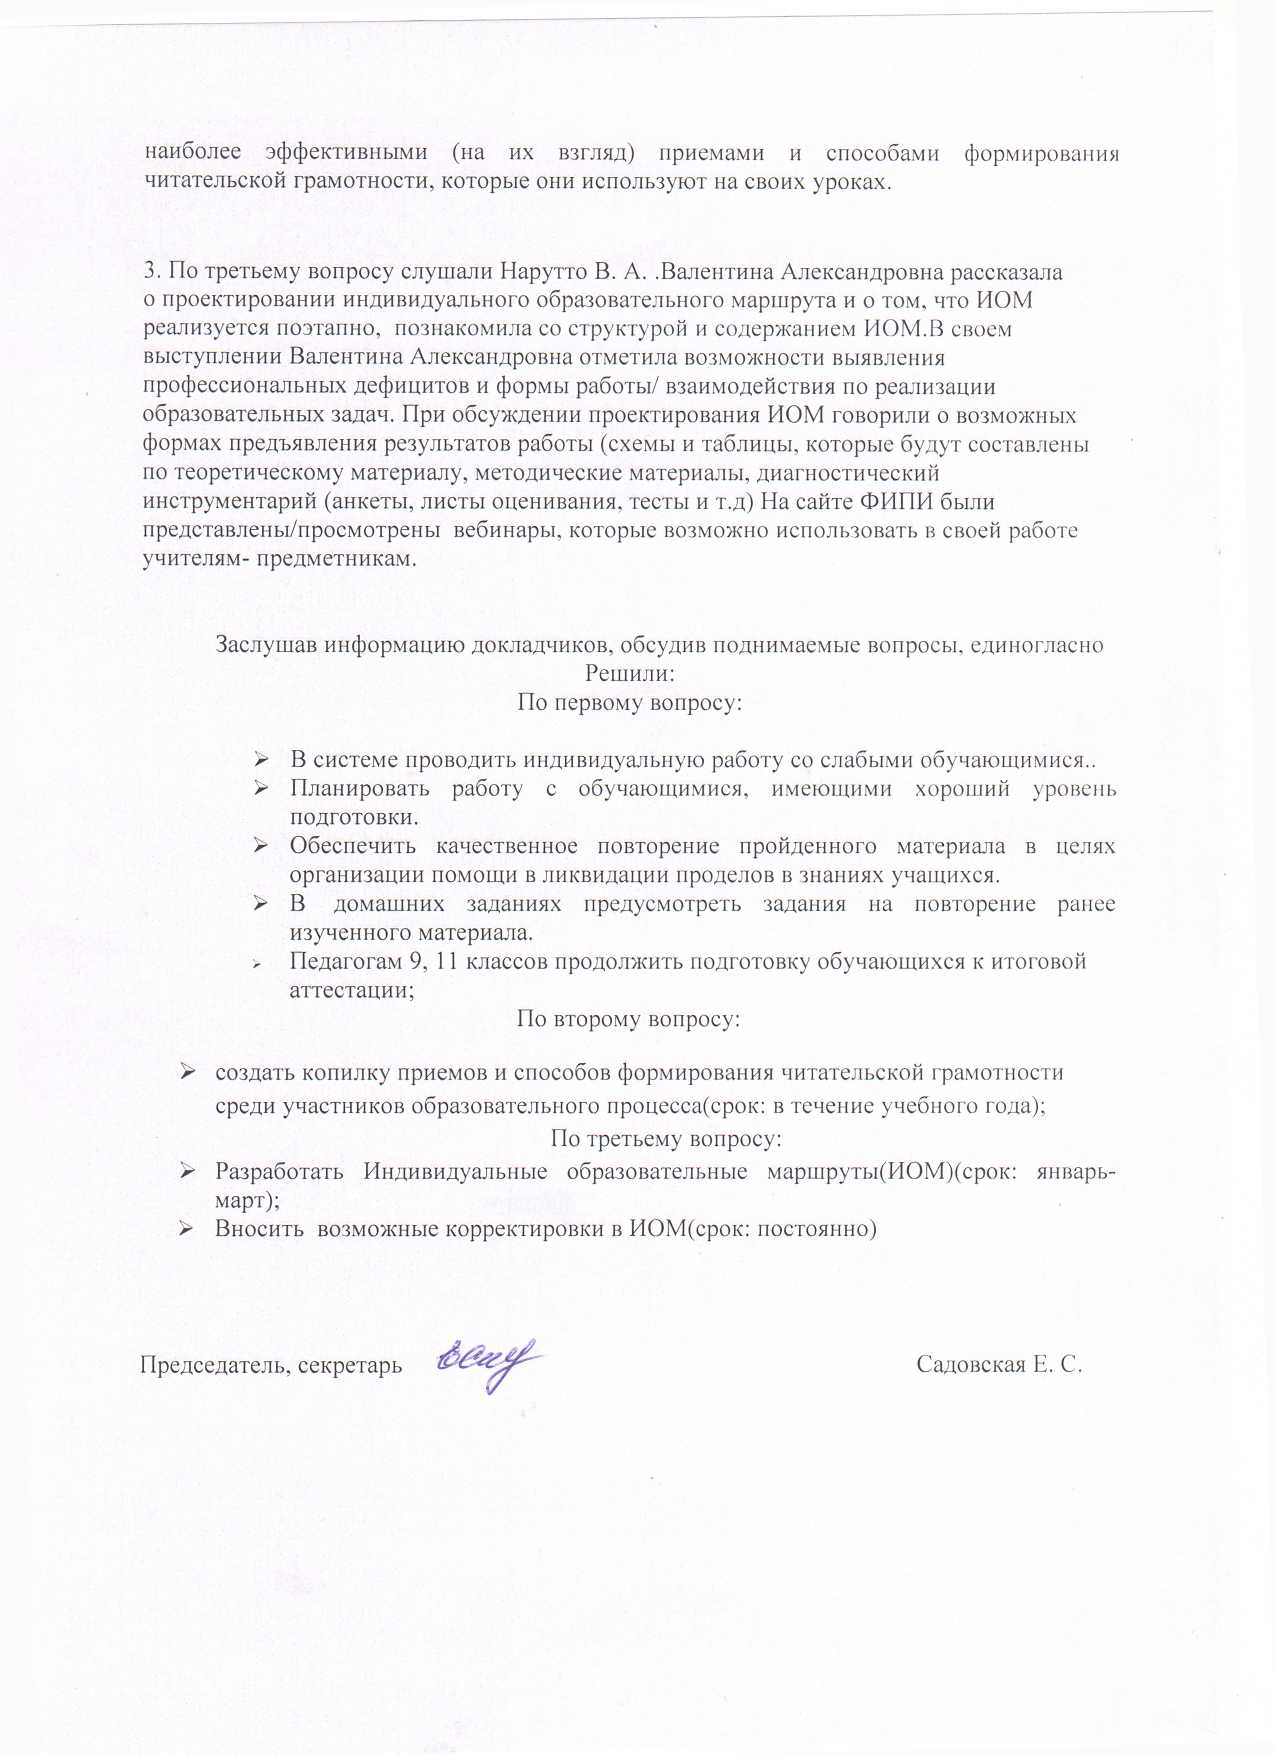 наиболее эффективными (на их взгляд) приемами и способами формирования
читательской грамотности, которые они используют на своих уроках.
3. По третьему вопросу слушали Нарутто В. А. .Валентина Александровна рассказала
о проектировании индивидуального образовательного маршрута и о том, что ИОМ
реализуется поэтапно, познакомила со структурой и содержанием ИОМ.В своем
выступлении Валентина Александровна отметила возможности выявления
профессиональных дефицитов и формы работы/ взаимодействия по реализации
образовательных задач. При обсуждении проектирования ИОМ говорили о возможных
формах предъявления результатов работы (схемы и таблицы, которые будут составлены
по теоретическому материалу, методические материалы, диагностический
инструментарий (анкеты, листы оценивания, тесты и т.д) На сайте ФИПИ были
представлены/просмотрены вебинары, которые возможно использовать в своей работе
учителям- предметникам.
Заслушав информацию докладчиков, обсудив поднимаемые вопросы, единогласно
Решили:
По первому вопросу:
➢ В системе проводить индивидуальную работу со слабыми обучающимися..
➢ Планировать работу с обучающимися, имеющими хороший уровень
подготовки.
➢ Обеспечить качественное повторение пройденного материала в целях
организации помощи в ликвидации проделов в знаниях учащихся.
➢ В домашних заданиях предусмотреть задания на повторение ранее
изученного материала.
➢ Педагогам 9, 11 классов продолжить подготовку обучающихся к итоговой
аттестации;
По второму вопросу:
➢ создать копилку приемов и способов формирования читательской грамотности
среди участников образовательного процесса(срок: в течение учебного года);
По третьему вопросу:
➢ Разработать Индивидуальные образовательные маршруты(ИОМ)(срок: январь-
март);
➢ Вносить возможные корректировки в ИОМ(срок: постоянно)
Председатель, секретарь Садовская Е. С.